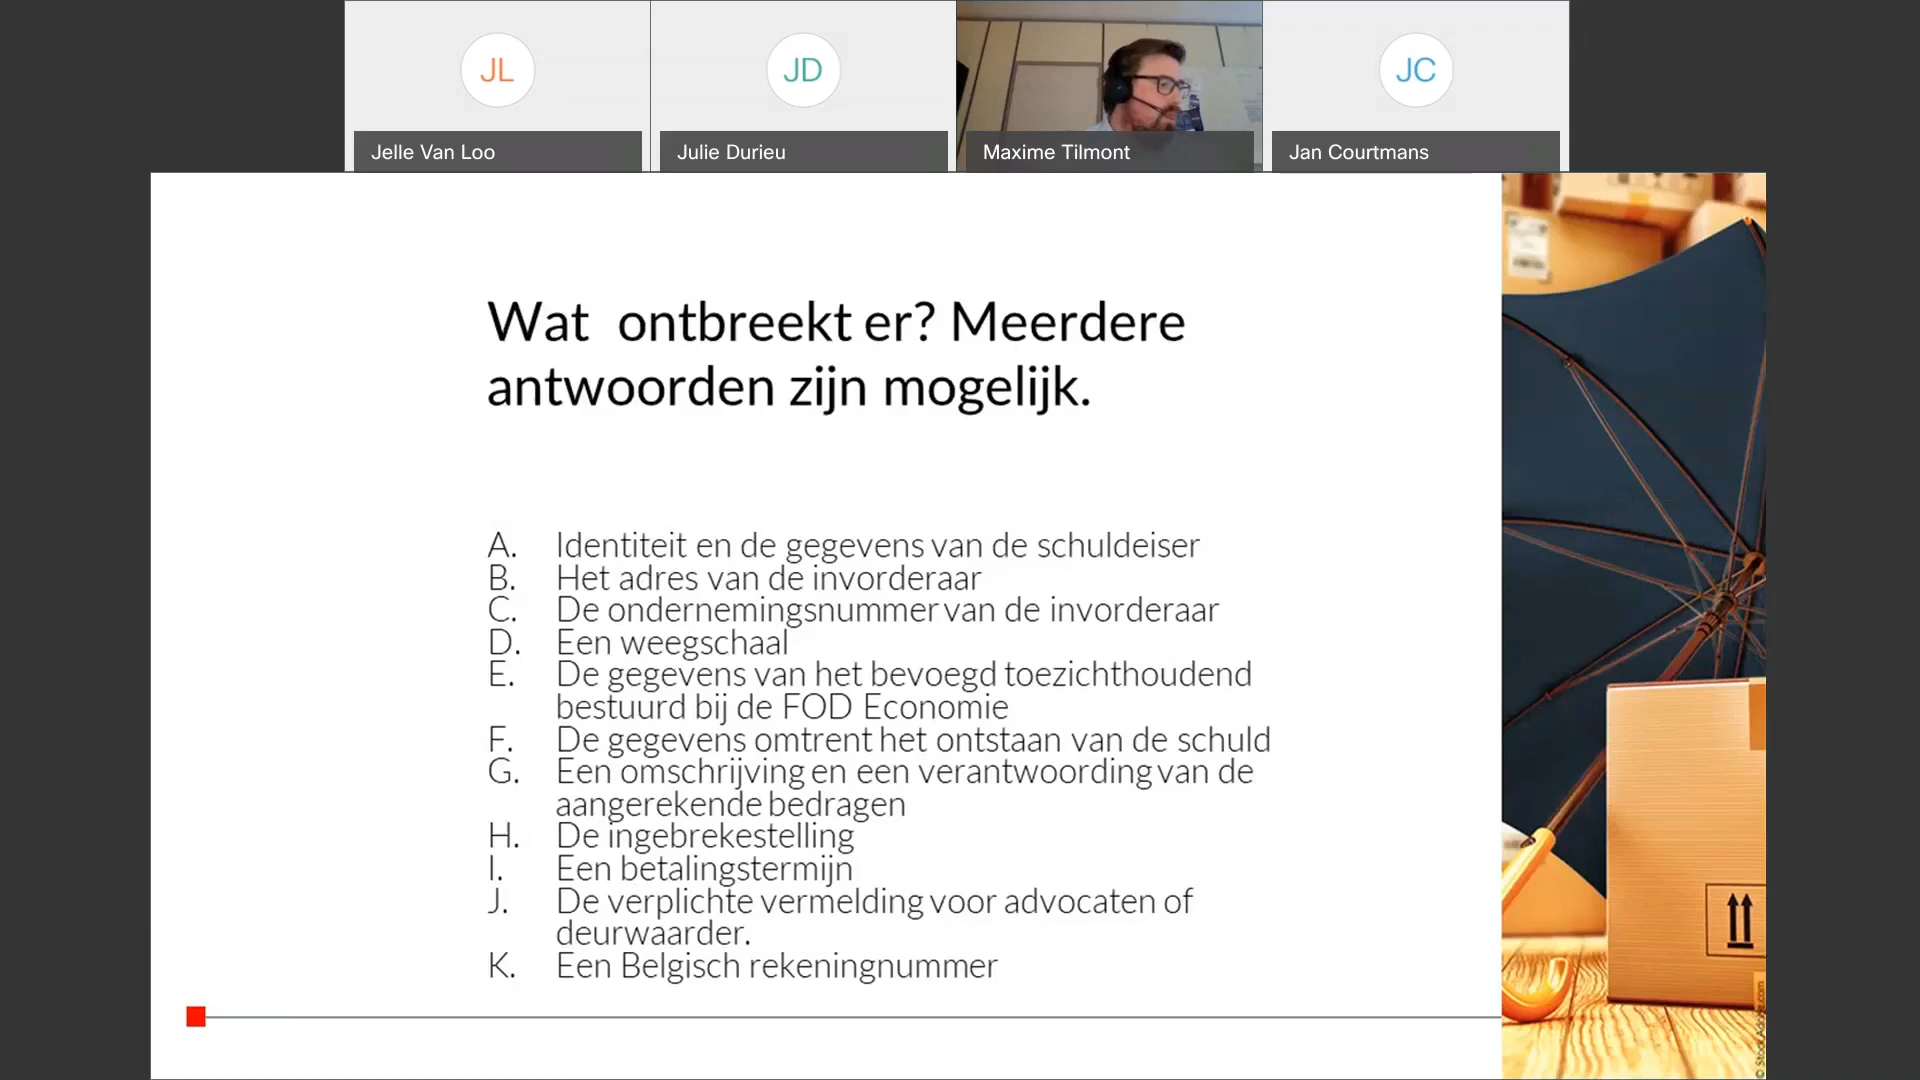 JL
JD
JC
Jelle Van Loo
Julie Durieu
Maxime Tilmont
Jan Courtmans
Wat ontbreekt er? Meerdere
antwoorden zijn mogelijk.
A. Identiteit en de gegevens van de schuldeiser
B. Het adres van de invorderaar
C. De ondernemingsnummer van de invorderaar
D. Een weegschaal
E. De gegevens van het bevoegd toezichthoudend
bestuurd bij de FOD Economie
F. De gegevens omtrent het ontstaan van de schuld
G. Een omschrijving en een verantwoording van de
aangerekende bedragen
H. De ingebrekestelling
I. Een betalingstermijn
J. De verplichte vermelding voor advocaten of
deurwaarder.
K. Een Belgisch rekeningnummer